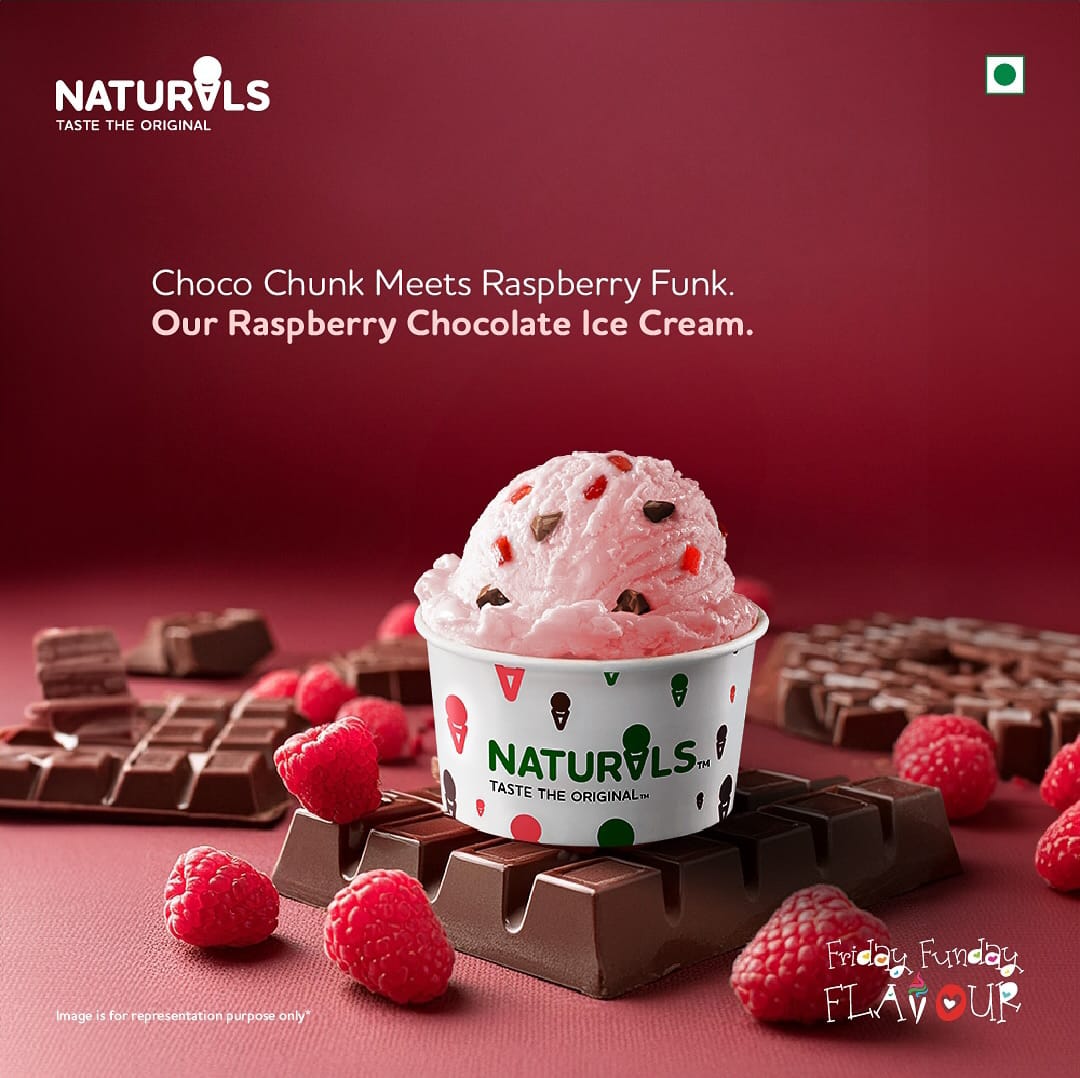 NATURALS
TASTE THE ORIGINAL
Choco Chunk Meets Raspberry Funk.
Our Raspberry Chocolate Ice Cream.
NATURALS™
TASTE THE ORIGINAL™
Friday Funday
FLAVOUR
Image is for representation purpose only*